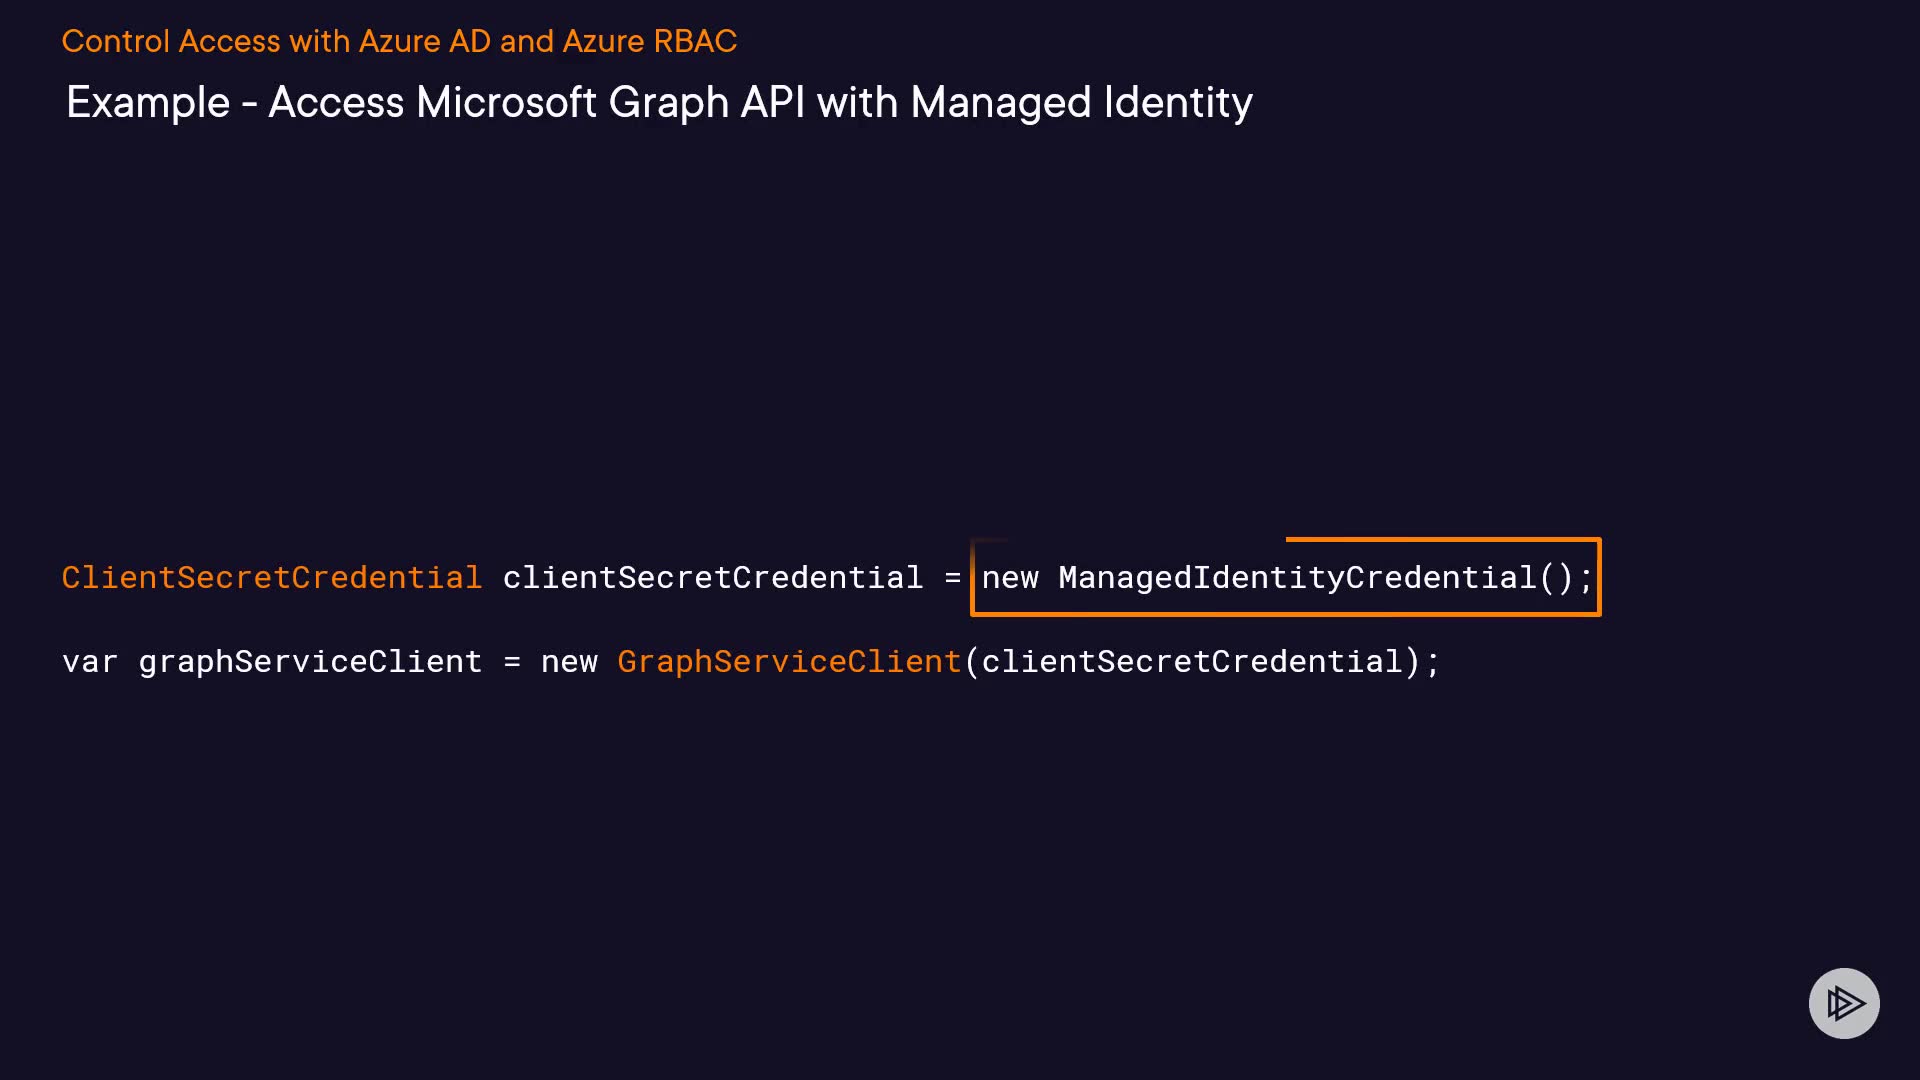 Control Access with Azure AD and Azure RBAC
Example - Access Microsoft Graph API with Managed Identity
ClientSecretCredential clientSecretCredential = new ManagedIdentityCredential();
var graphServiceClient = new GraphServiceClient(clientSecretCredential);